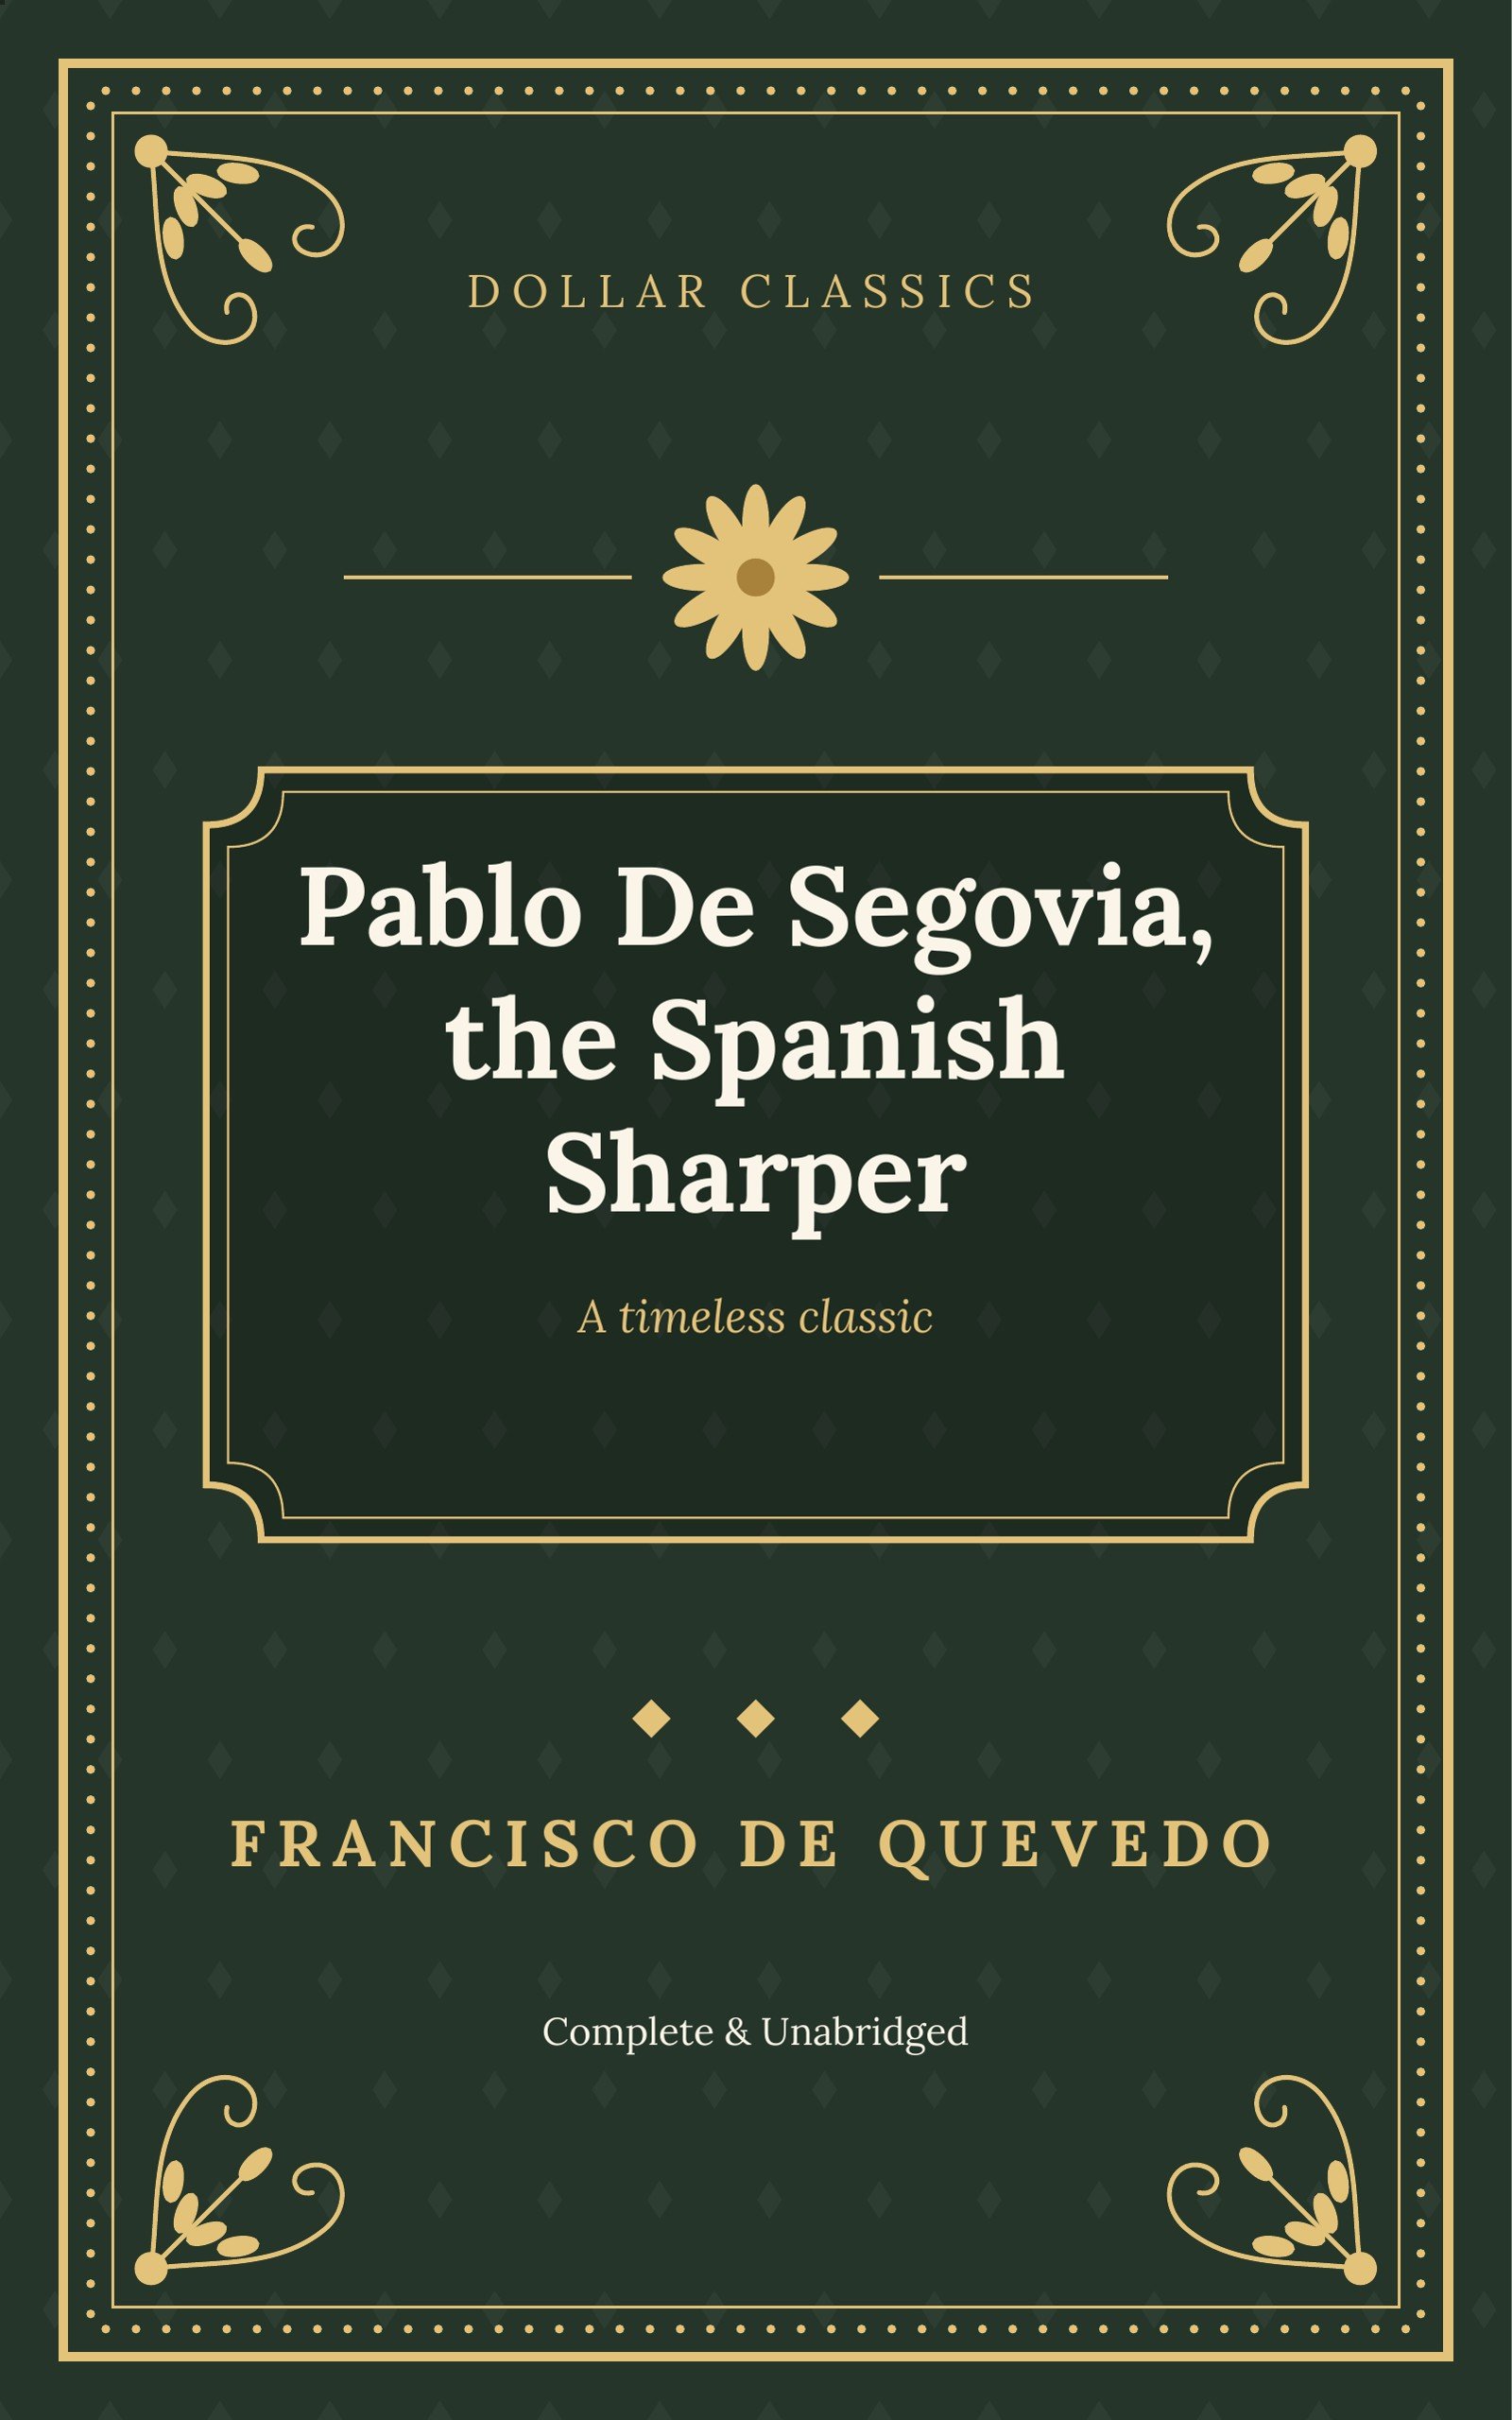 DOLLAR CLASSICS
Pablo De Segovia,
the Spanish
Sharper
A timeless classic
FRANCISCO DE QUEVEDO
Complete & Unabridged